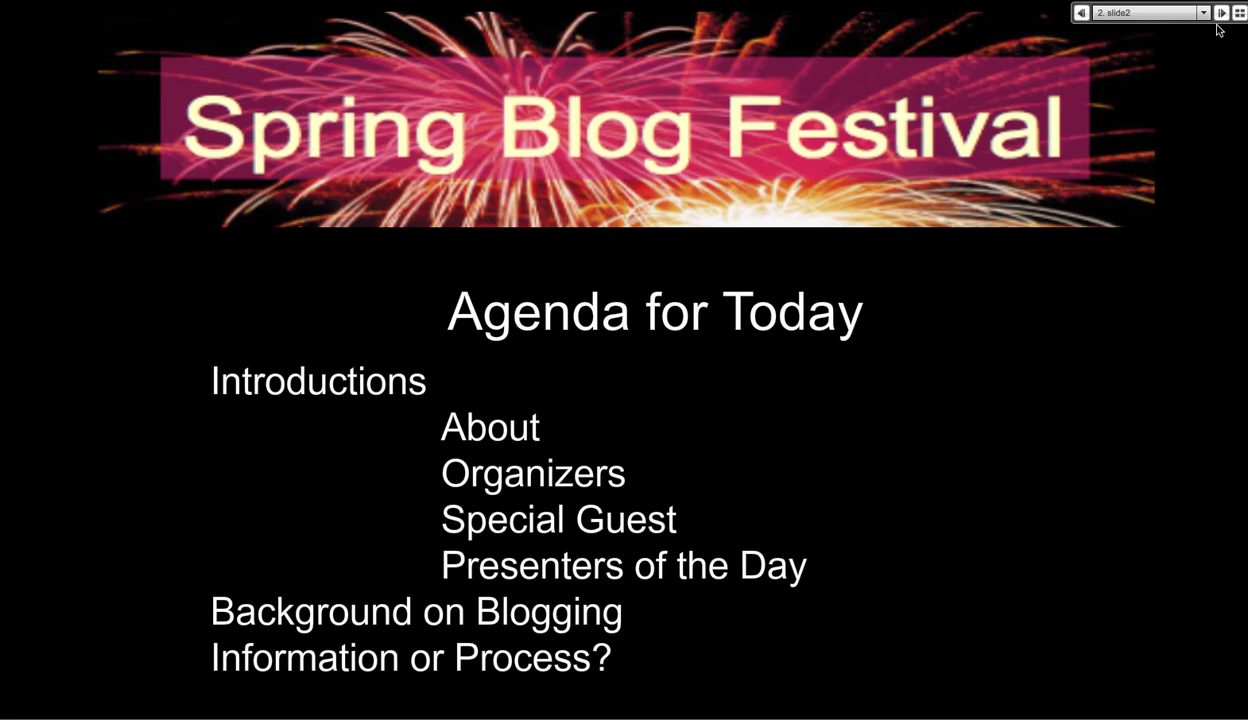 2. slide2
Spring Blog Festival
Agenda for Today
Introductions
About
Organizers
Special Guest
Presenters of the Day
Background on Blogging
Information or Process?